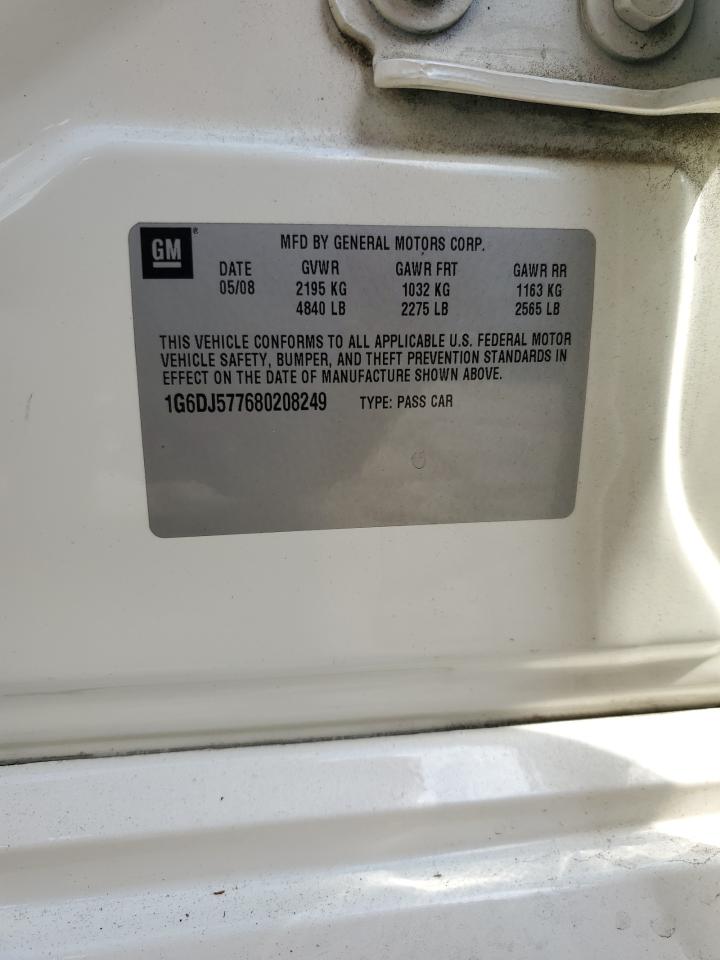 GM® MFD BY GENERAL MOTORS CORP.
DATE GVWR GAWR FRT GAWR RR
05/08 2195 KG 1032 KG 1163 KG
4840 LB 2275 LB 2565 LB
THIS VEHICLE CONFORMS TO ALL APPLICABLE U.S. FEDERAL MOTOR
VEHICLE SAFETY, BUMPER, AND THEFT PREVENTION STANDARDS IN
EFFECT ON THE DATE OF MANUFACTURE SHOWN ABOVE.
1G6DJ577680208249 TYPE: PASS CAR